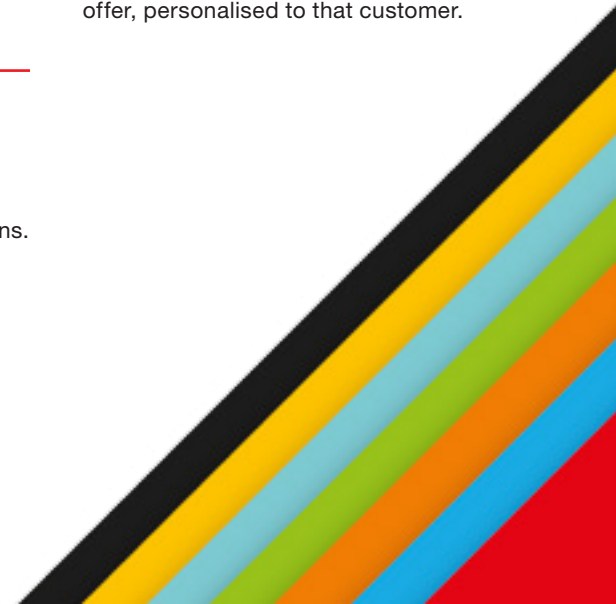 offer, personalised to that customer.
ns.